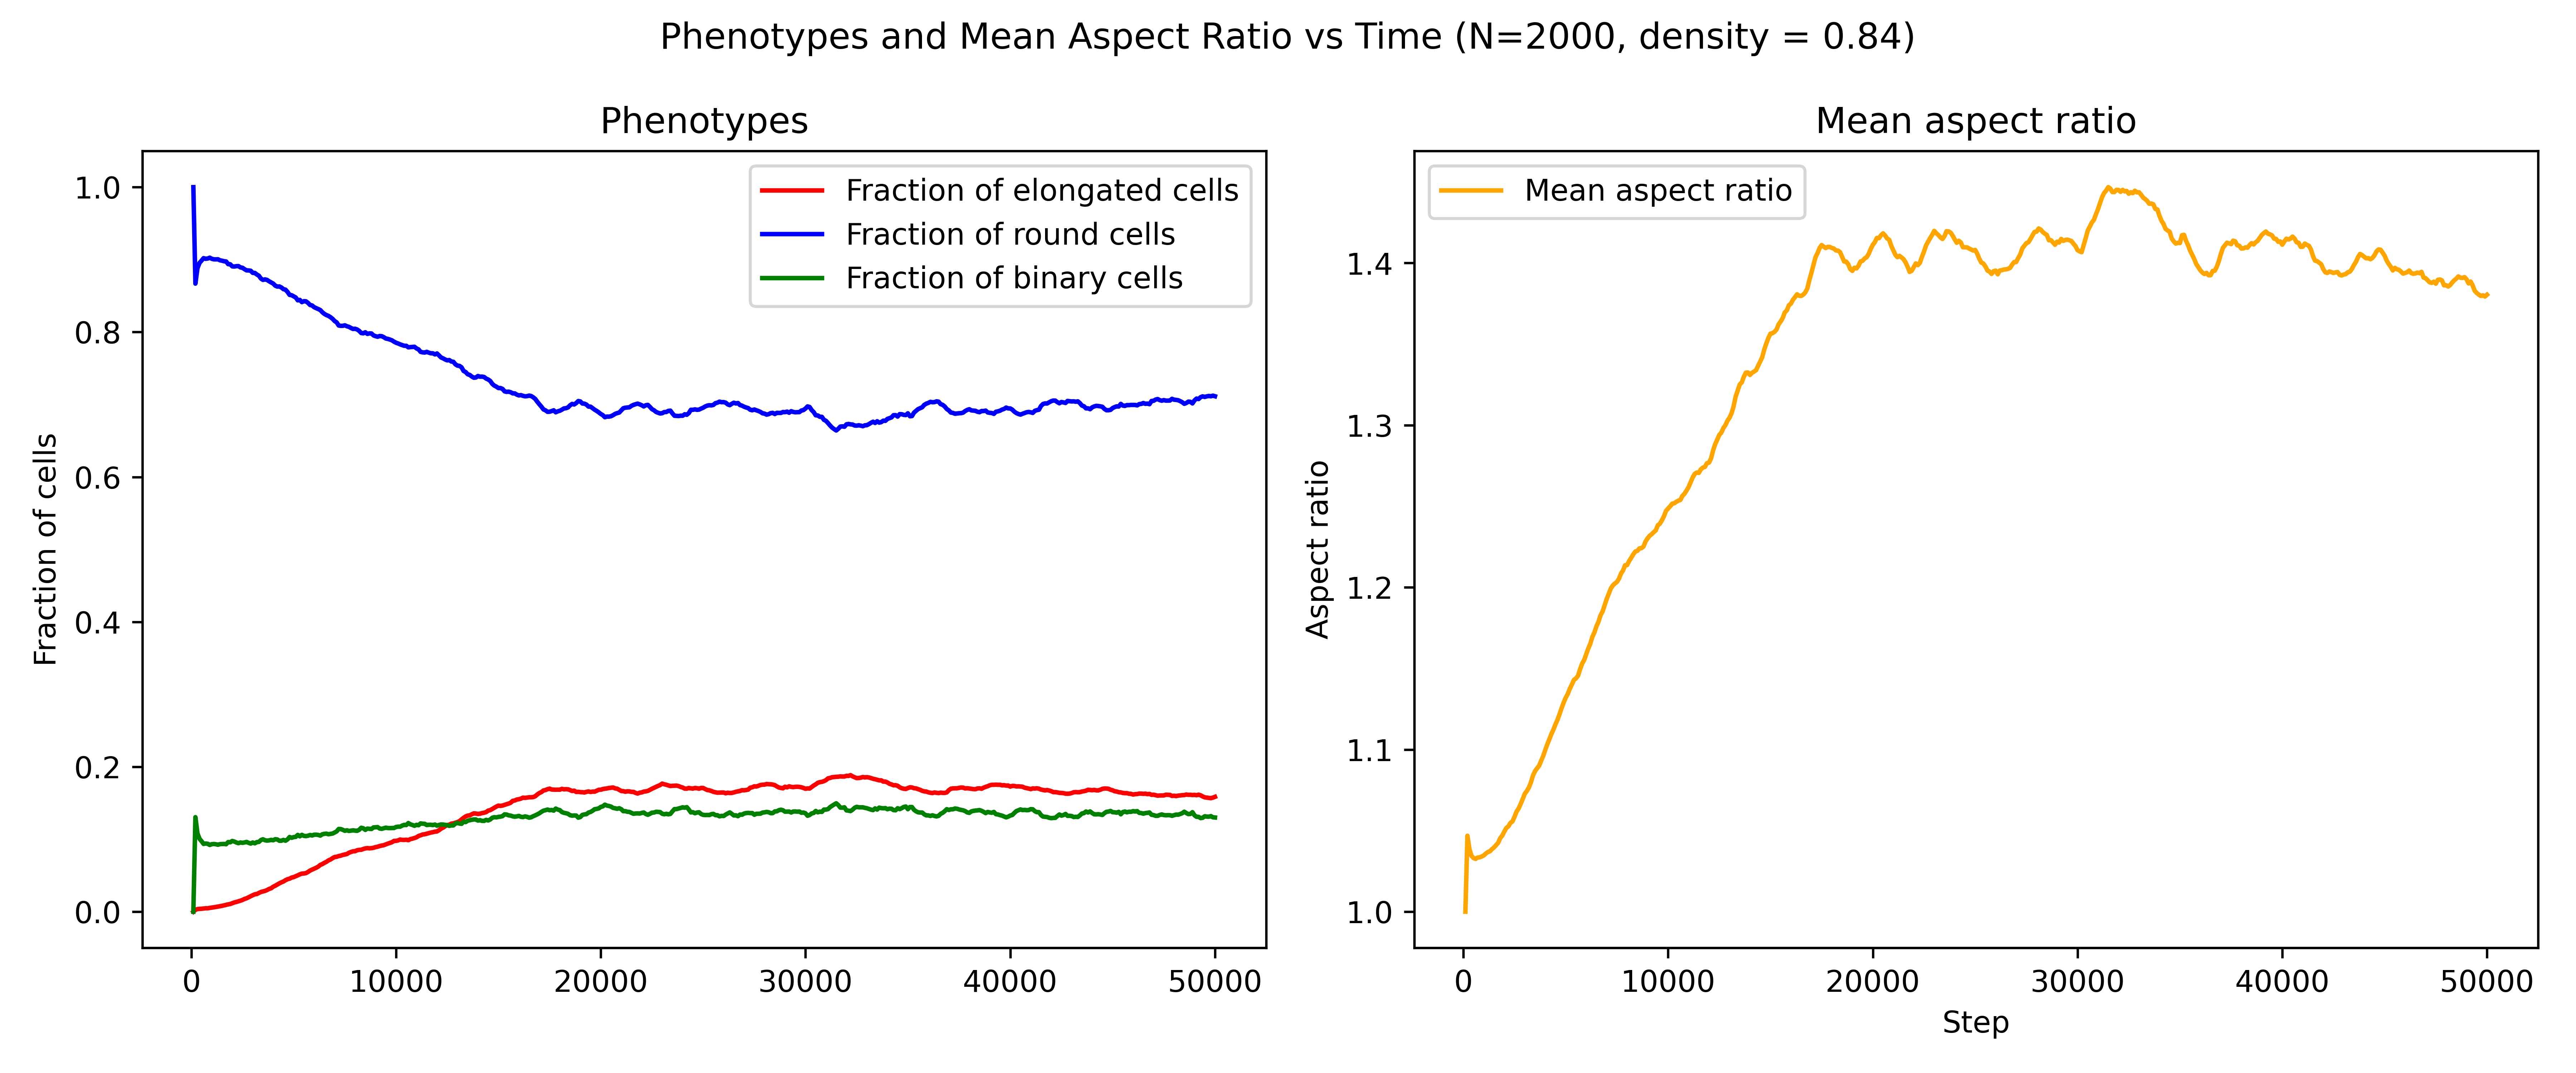 Phenotypes and Mean Aspect Ratio vs Time (N=2000, density = 0.84)
Phenotypes
Fraction of elongated cells
Fraction of round cells
Fraction of binary cells
Fraction of cells
1.0
0.8
0.6
0.4
0.2
0.0
0
10000
20000
30000
40000
50000
Mean aspect ratio
Mean aspect ratio
Aspect ratio
1.4
1.3
1.2
1.1
1.0
0
10000
20000
30000
40000
50000
Step